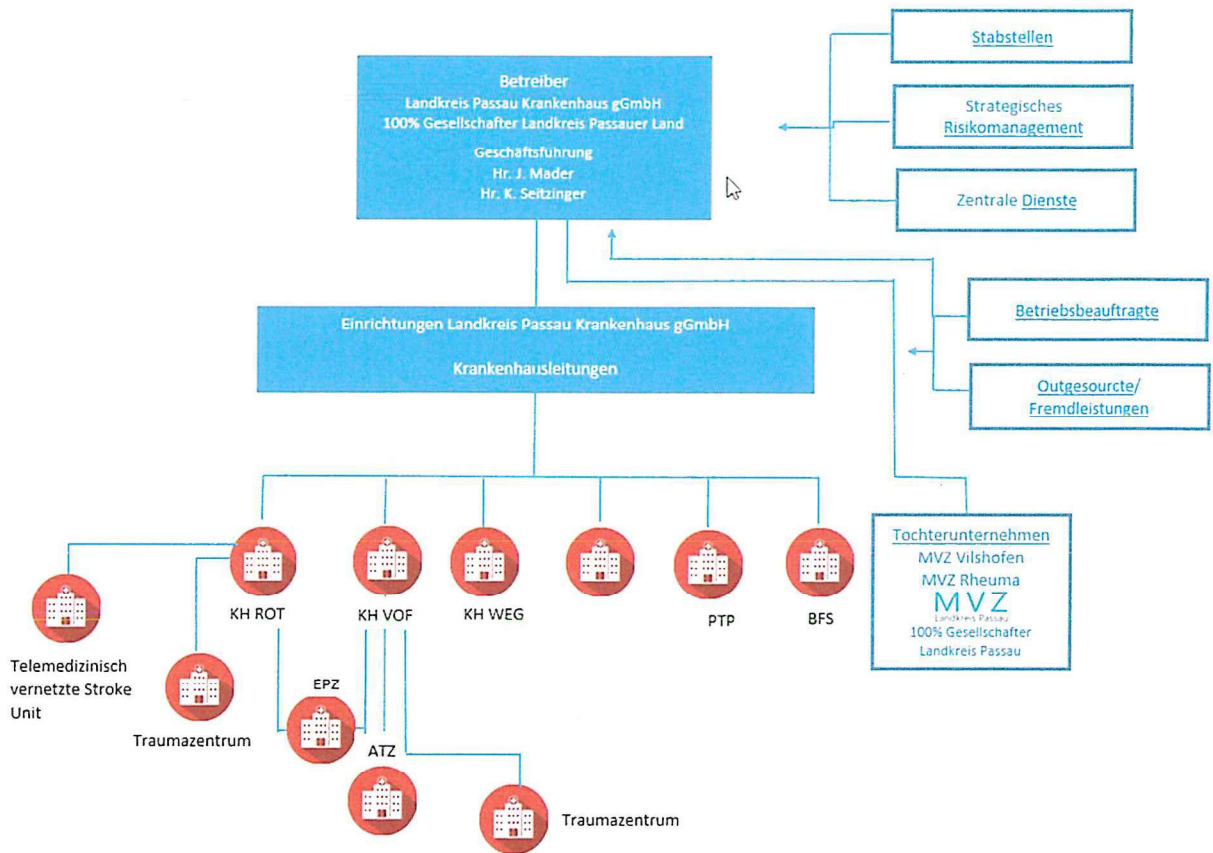 Betreiber
Landkreis Passau Krankenhaus gGmbH
100% Gesellschafter Landkreis Passauer Land
Geschäftsführung
Hr. J. Mader
Hr. K. Seitzinger
Stabstellen
Strategisches
Risikomanagement
Zentrale Dienste
Einrichtungen Landkreis Passau Krankenhaus gGmbH
Krankenhausleitungen
Betriebsbeauftragte
Outgesourcte/
Fremdleistungen
KH ROT
KH VOF
KH WEG
PTP
BFS
Tochterunternehmen
MVZ Vilshofen
MVZ Rheuma
MVZ
Landkreis Passau
100% Gesellschafter
Landkreis Passau
Telemedizinisch
vernetzte Stroke
Unit
Traumazentrum
EPZ
ATZ
Traumazentrum